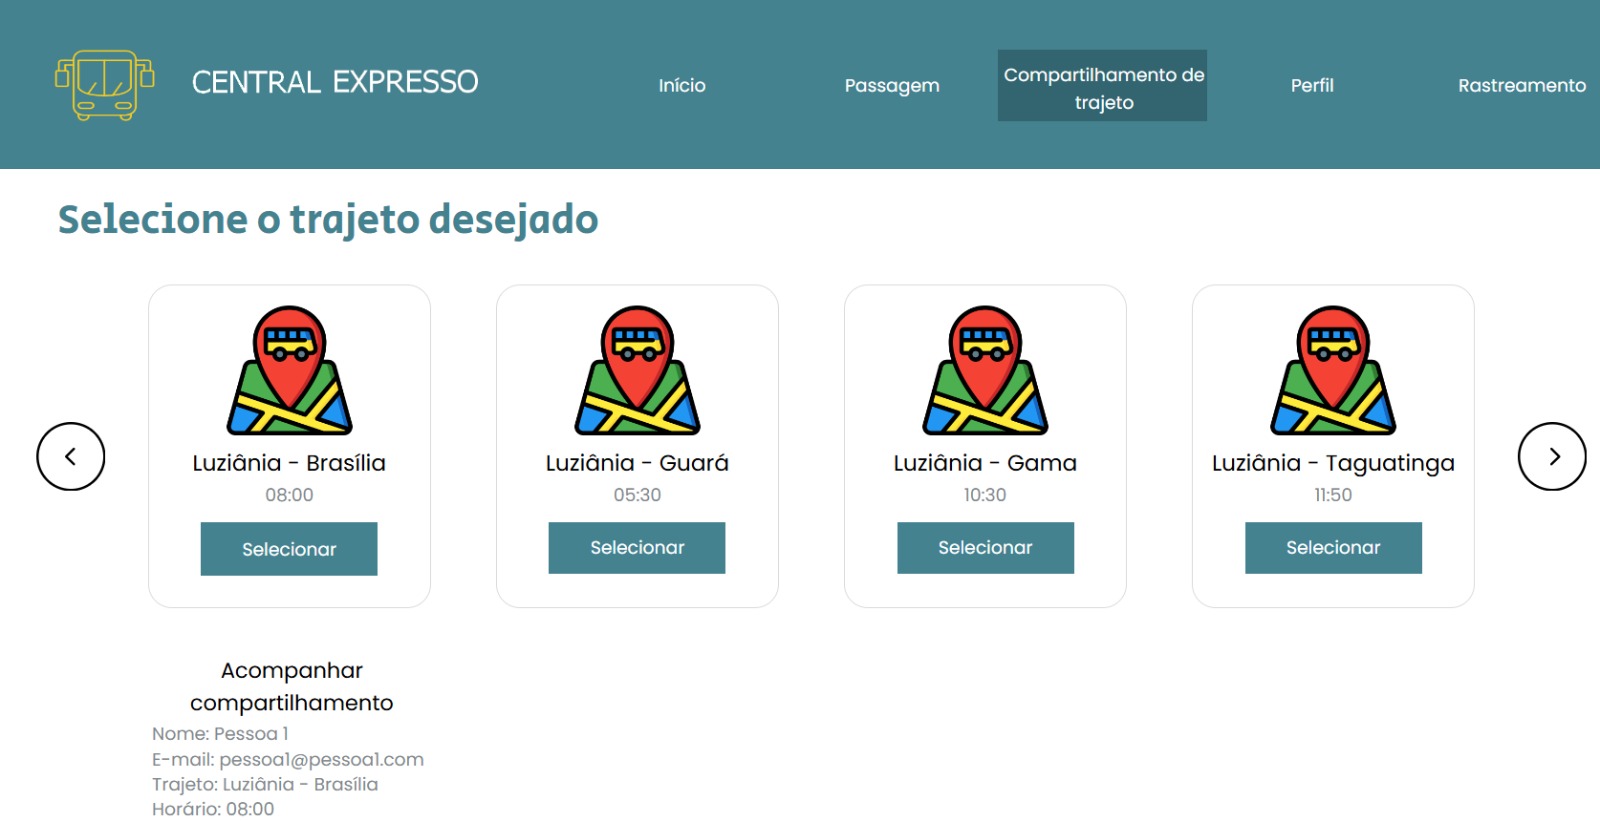 CENTRAL EXPRESSO
Início
Passagem
Compartilhamento de
trajeto
Perfil
Rastreamento
Selecione o trajeto desejado
Luziânia - Brasília
08:00
Selecionar
Luziânia - Guará
05:30
Selecionar
Luziânia - Gama
10:30
Selecionar
Luziânia - Taguatinga
11:50
Selecionar
Acompanhar
compartilhamento
Nome: Pessoa 1
E-mail: pessoa1@pessoa1.com
Trajeto: Luziânia - Brasília
Horário: 08:00